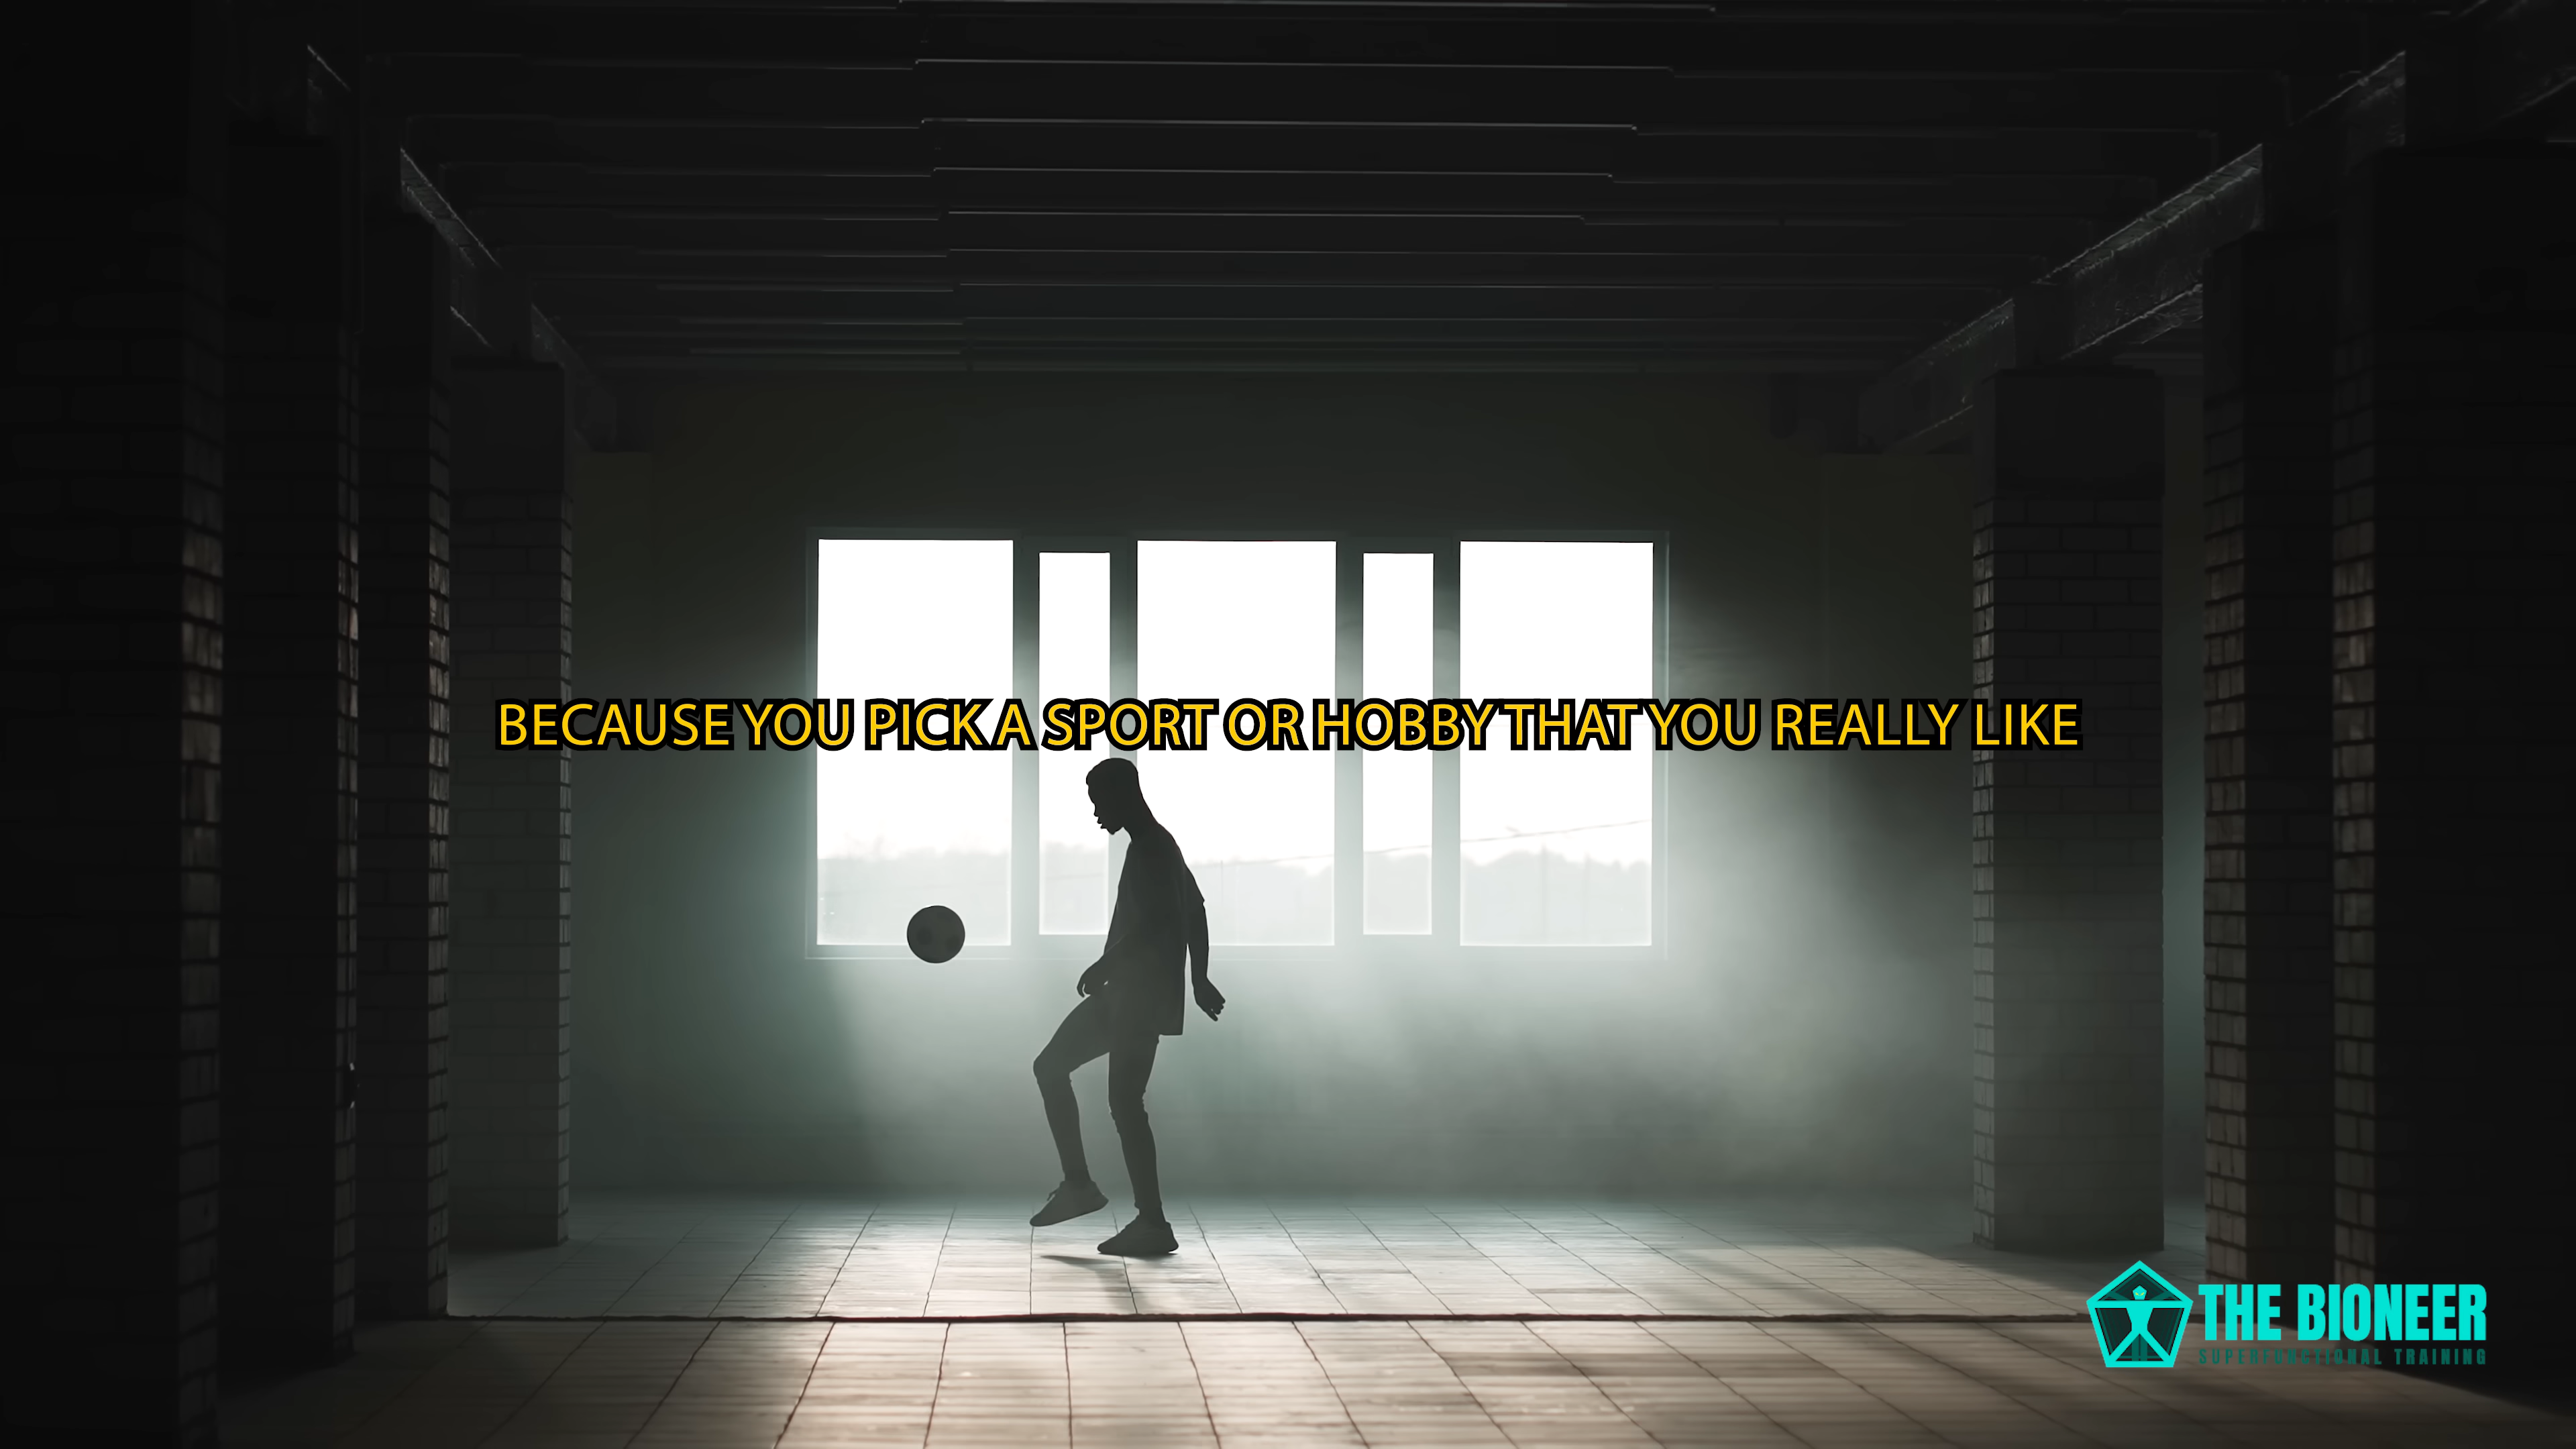 BECAUSE YOU PICK A SPORT OR HOBBY THAT YOU REALLY LIKE
THE BIONEER
SUPERFUNCTIONAL TRAINING